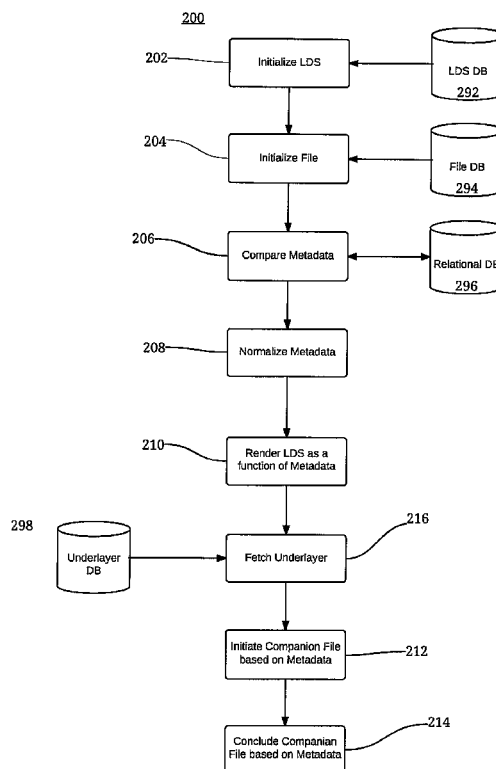 200
202
Initialize LDS
LDS DB
292
204
Initialize File
File DB
294
206
Compare Metadata
Relational DB
296
208
Normalize Metadata
210
Render LDS as a
function of Metadata
298
Underlayer
DB
Fetch Underlayer
216
Initiate Companion File
based on Metadata
212
Conclude Companian
File based on Metadata
214